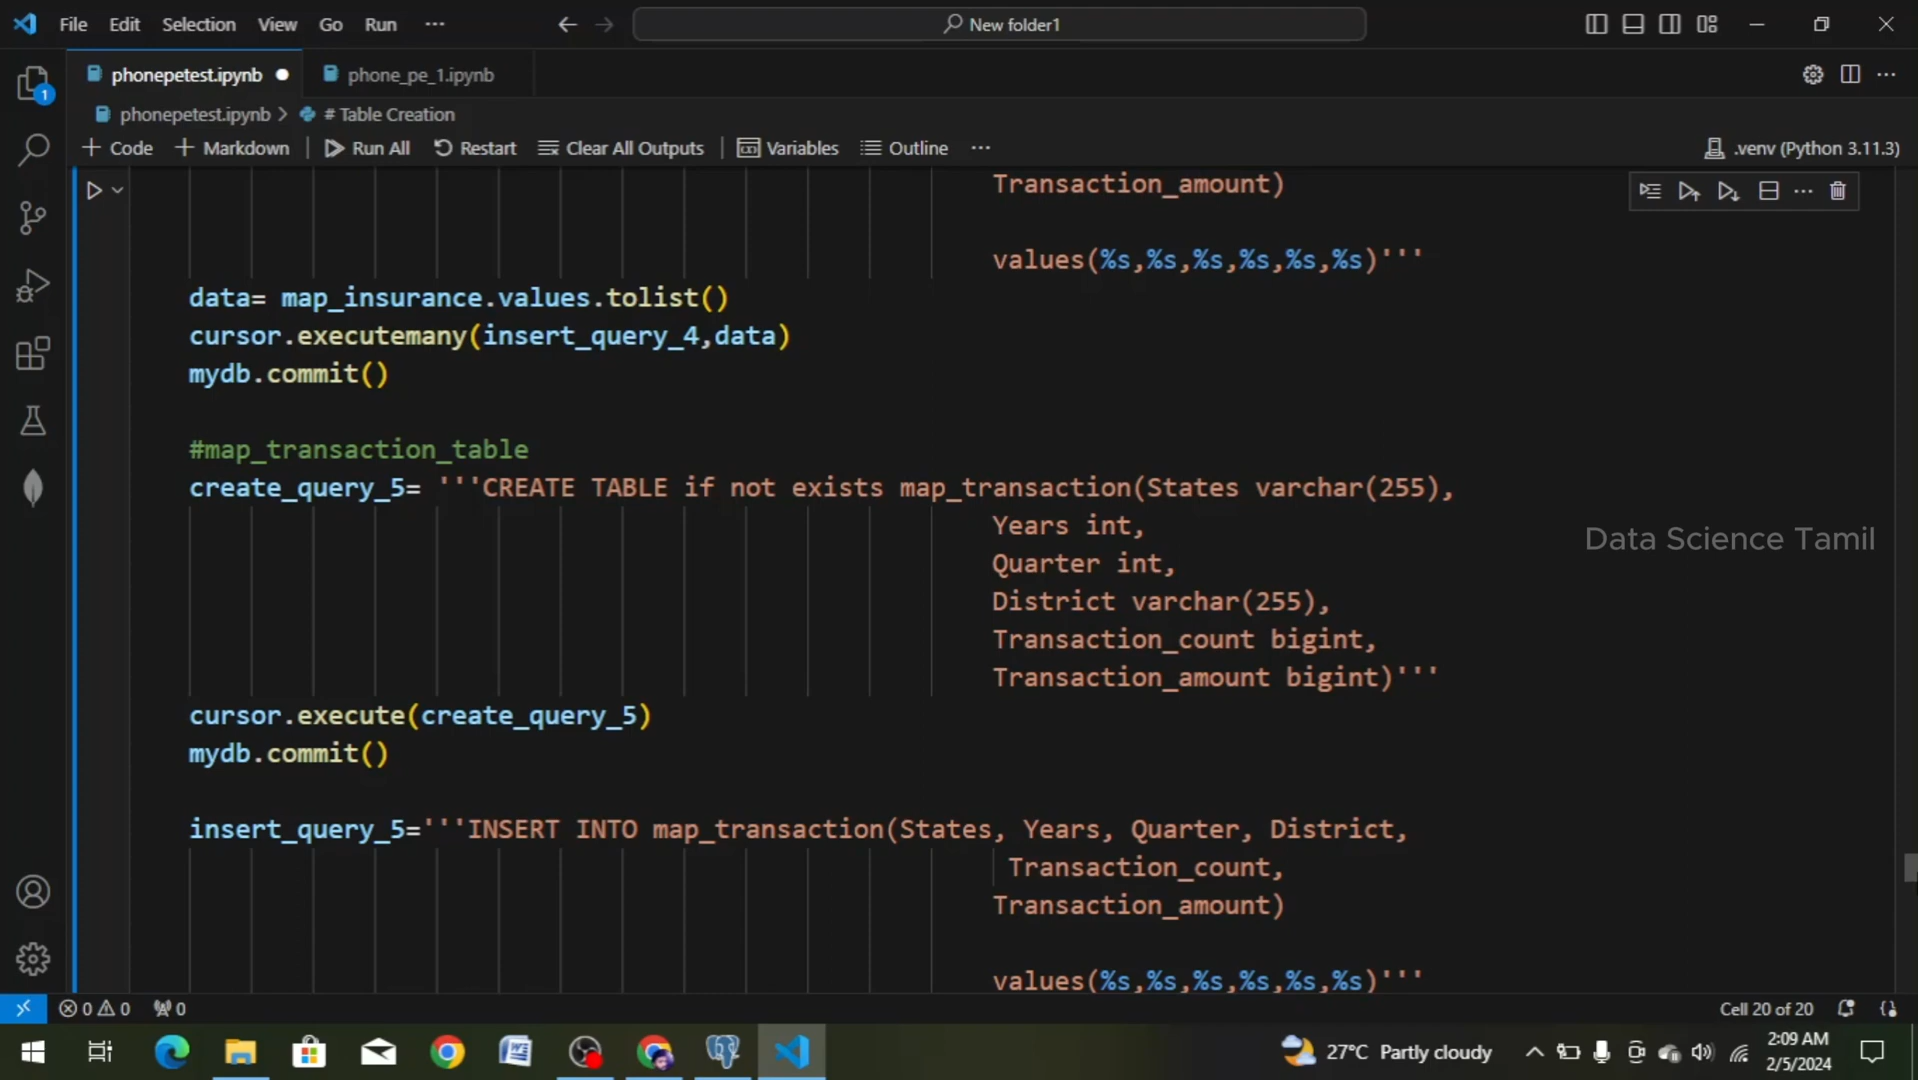 File Edit Selection View Go Run ··· New folder1
phonepetest.ipynb phone_pe_1.ipynb
1
phonepetest.ipynb > # Table Creation
+ Code + Markdown Run All Restart Clear All Outputs Variables Outline ··· .venv (Python 3.11.3)
Transaction_amount)
values(%s,%s,%s,%s,%s,%s)'''
data= map_insurance.values.tolist()
cursor.executemany(insert_query_4,data)
mydb.commit()
#map_transaction_table
create_query_5= '''CREATE TABLE if not exists map_transaction(States varchar(255),
Years int,
Data Science Tamil
Quarter int,
District varchar(255),
Transaction_count bigint,
Transaction_amount bigint)'''
cursor.execute(create_query_5)
mydb.commit()
insert_query_5='''INSERT INTO map_transaction(States, Years, Quarter, District,
Transaction_count,
Transaction_amount)
values(%s,%s,%s,%s,%s,%s)'''
0 0 0 Cell 20 of 20
27°C Partly cloudy 2:09 AM
2/5/2024